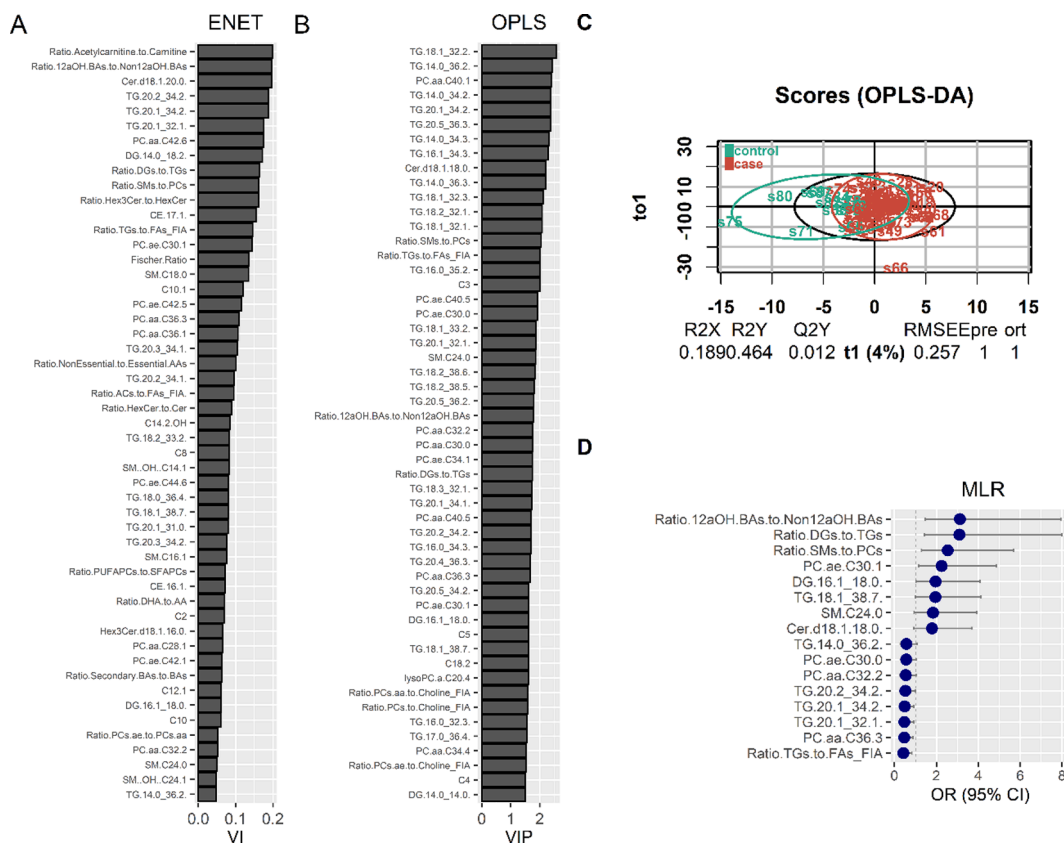 A
ENET
Ratio.Acetylcarnitine.to.Carnitine
Ratio.12aOH.BAs.to.Non12aOH.BAs
Cer.d18.1.20.0.
TG.20.2_34.2.
TG.20.1_34.2.
TG.20.1_32.1.
PC.aa.C42.6
DG.14.0_18.2.
Ratio.DGs.to.TGs
Ratio.SMs.to.PCs
Ratio.Hex3Cer.to.HexCer
CE.17.1.
Ratio.TGs.to.FAs_FIA
PC.ae.C30.1
Fischer.Ratio
SM.C18.0
C10.1
PC.ae.C42.5
PC.aa.C36.3
PC.aa.C36.1
TG.20.3_34.1.
Ratio.NonEssential.to.Essential.AAs
TG.20.2_34.1.
Ratio.ACs.to.FAs_FIA.
Ratio.HexCer.to.Cer
C14.2.OH
TG.18.2_33.2.
C8
SM..OH..C14.1
PC.ae.C44.6
TG.18.0_36.4.
TG.18.1_38.7.
TG.20.1_31.0.
TG.20.3_34.2.
SM.C16.1
Ratio.PUFAPCs.to.SFAPCs
CE.16.1.
Ratio.DHA.to.AA
C2
Hex3Cer.d18.1.16.0.
PC.aa.C28.1
PC.ae.C42.1
Ratio.Secondary.BAs.to.BAs
C12.1
DG.16.1_18.0.
C10
Ratio.PCs.ae.to.PCs.aa
PC.aa.C32.2
SM.C24.0
SM..OH..C24.1
TG.14.0_36.2.
0.0 0.1 0.2
VI
B
OPLS
TG.18.1_32.2.
TG.14.0_36.2.
PC.aa.C40.1
TG.14.0_34.2.
TG.20.1_34.2.
TG.20.5_36.3.
TG.14.0_34.3.
TG.16.1_34.3.
Cer.d18.1.18.0.
TG.14.0_36.3.
TG.18.1_32.3.
TG.18.2_32.1.
TG.18.1_32.1.
Ratio.SMs.to.PCs
Ratio.TGs.to.FAs_FIA
TG.16.0_35.2.
C3
PC.ae.C40.5
PC.ae.C30.0
TG.18.1_33.2.
TG.20.1_32.1.
SM.C24.0
TG.18.2_38.6.
TG.18.2_38.5.
TG.20.5_36.2.
Ratio.12aOH.BAs.to.Non12aOH.BAs
PC.aa.C32.2
PC.aa.C30.0
PC.ae.C34.1
Ratio.DGs.to.TGs
TG.18.3_32.1.
TG.20.1_34.1.
PC.aa.C40.5
TG.20.2_34.2.
TG.16.0_34.3.
TG.20.4_36.3.
PC.aa.C36.3
TG.20.5_34.2.
PC.ae.C30.1
DG.16.1_18.0.
C5
TG.18.1_38.7.
C18.2
lysoPC.a.C20.4
Ratio.PCs.aa.to.Choline_FIA
Ratio.PCs.to.Choline_FIA
TG.16.0_32.3.
TG.17.0_36.4.
PC.aa.C34.4
Ratio.PCs.ae.to.Choline_FIA
C4
DG.14.0_14.0.
0 1 2
VIP
C
Scores (OPLS-DA)
control
case
30
10
-10 0
-30
to1
s80
s75
s71
s49
s61
s66
-15 -10 -5 0 5 10 15
R2X R2Y Q2Y RMSEE pre ort
0.189 0.464 0.012 t1 (4%) 0.257 1 1
D
MLR
Ratio.12aOH.BAs.to.Non12aOH.BAs
Ratio.DGs.to.TGs
Ratio.SMs.to.PCs
PC.ae.C30.1
DG.16.1_18.0.
TG.18.1_38.7.
SM.C24.0
Cer.d18.1.18.0.
TG.14.0_36.2.
PC.ae.C30.0
PC.aa.C32.2
TG.20.2_34.2.
TG.20.1_34.2.
TG.20.1_32.1.
PC.aa.C36.3
Ratio.TGs.to.FAs_FIA
0 2 4 6 8
OR (95% CI)